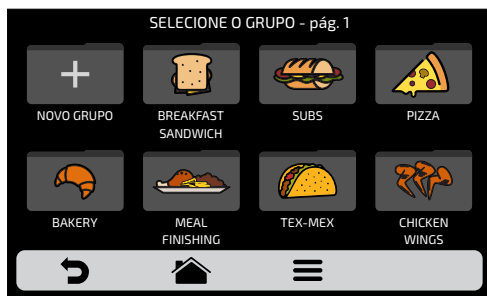 SELECIONE O GRUPO - pág. 1
NOVO GRUPO
BREAKFAST
SANDWICH
SUBS
PIZZA
BAKERY
MEAL
FINISHING
TEX-MEX
CHICKEN
WINGS